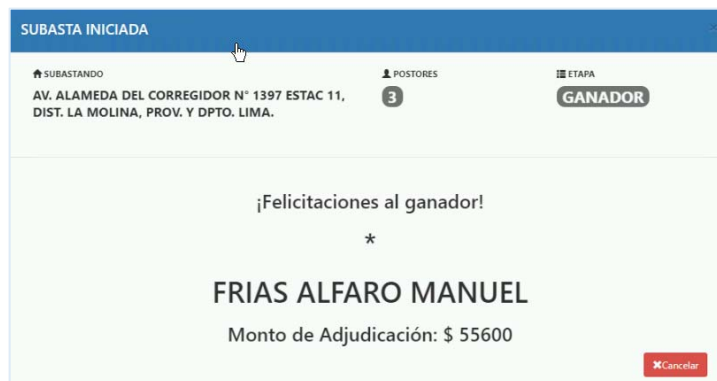 SUBASTA INICIADA
SUBASTANDO
AV. ALAMEDA DEL CORREGIDOR N° 1397 ESTAC 11,
DIST. LA MOLINA, PROV. Y DPTO. LIMA.
POSTORES
3
ETAPA
GANADOR
¡Felicitaciones al ganador!
*
FRIAS ALFARO MANUEL
Monto de Adjudicación: $ 55600
Cancelar